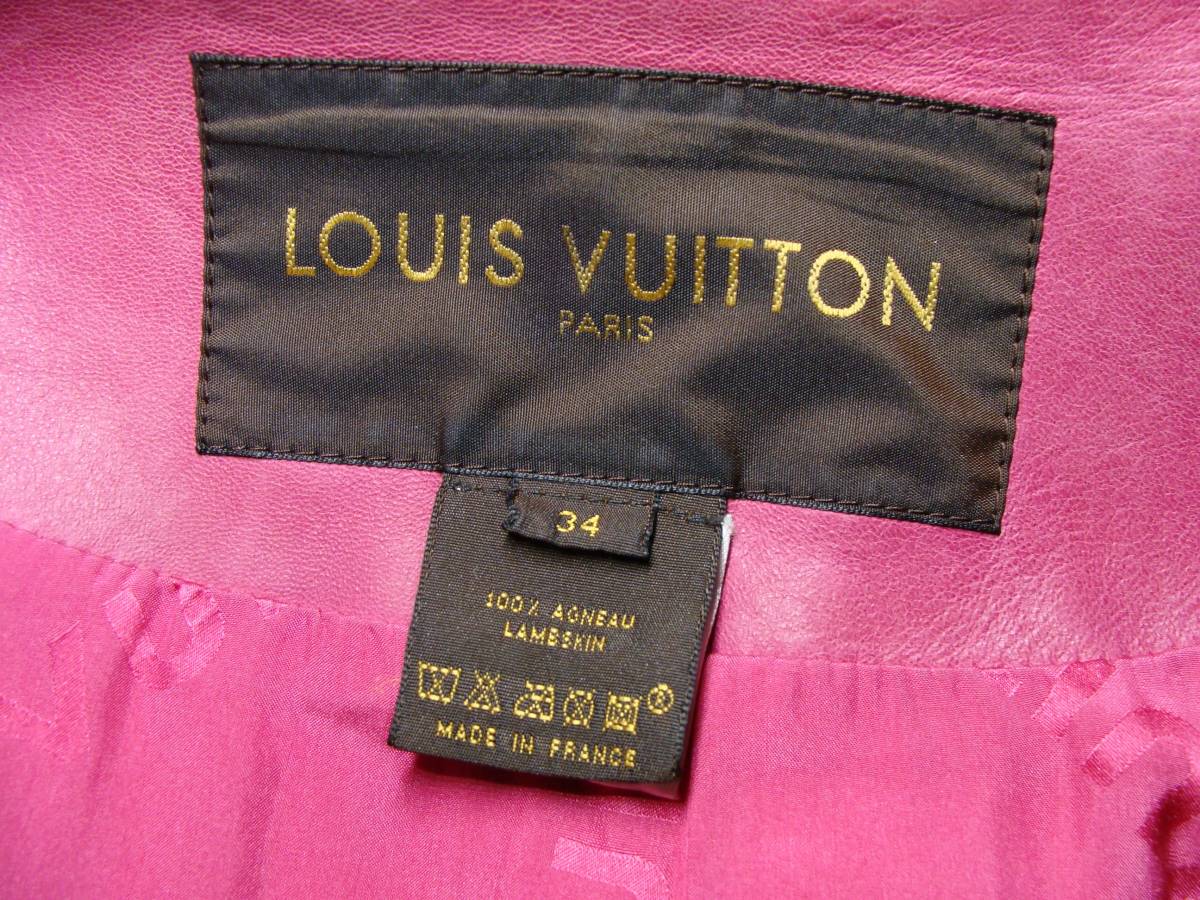 LOUIS VUITTON
PARIS
34
100% AGNEAU
LAMBSKIN
MADE IN FRANCE